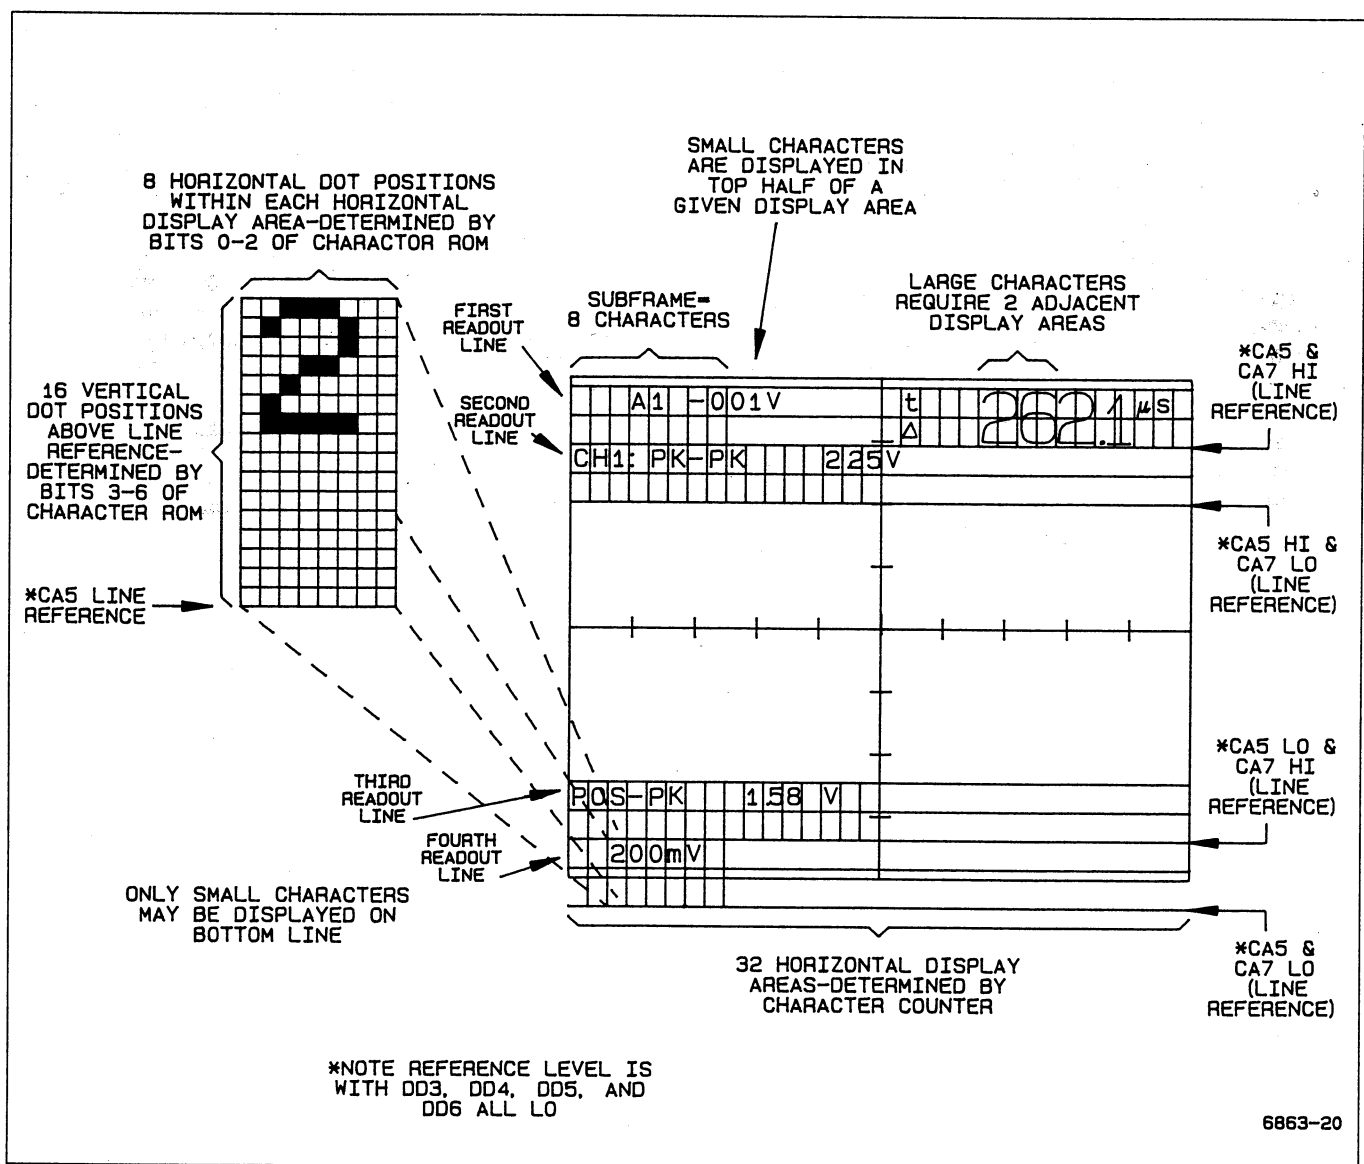 SMALL CHARACTERS
ARE DISPLAYED IN
TOP HALF OF A
GIVEN DISPLAY AREA
8 HORIZONTAL DOT POSITIONS
WITHIN EACH HORIZONTAL
DISPLAY AREA-DETERMINED BY
BITS 0-2 OF CHARACTOR ROM
SUBFRAME=
8 CHARACTERS
LARGE CHARACTERS
REQUIRE 2 ADJACENT
DISPLAY AREAS
FIRST
READOUT
LINE
SECOND
READOUT
LINE
16 VERTICAL
DOT POSITIONS
ABOVE LINE
REFERENCE-
DETERMINED BY
BITS 3-6 OF
CHARACTER ROM
*CA5 LINE
REFERENCE
2
A1 -001V
t
Δ
262.1 µs
CH1: PK-PK 225V
*CA5 &
CA7 HI
(LINE
REFERENCE)
*CA5 HI &
CA7 LO
(LINE
REFERENCE)
THIRD
READOUT
LINE
POS-PK 1.58 V
FOURTH
READOUT
LINE
200mV
*CA5 LO &
CA7 HI
(LINE
REFERENCE)
ONLY SMALL CHARACTERS
MAY BE DISPLAYED ON
BOTTOM LINE
32 HORIZONTAL DISPLAY
AREAS-DETERMINED BY
CHARACTER COUNTER
*CA5 &
CA7 LO
(LINE
REFERENCE)
*NOTE REFERENCE LEVEL IS
WITH DD3, DD4, DD5, AND
DD6 ALL LO
6863-20